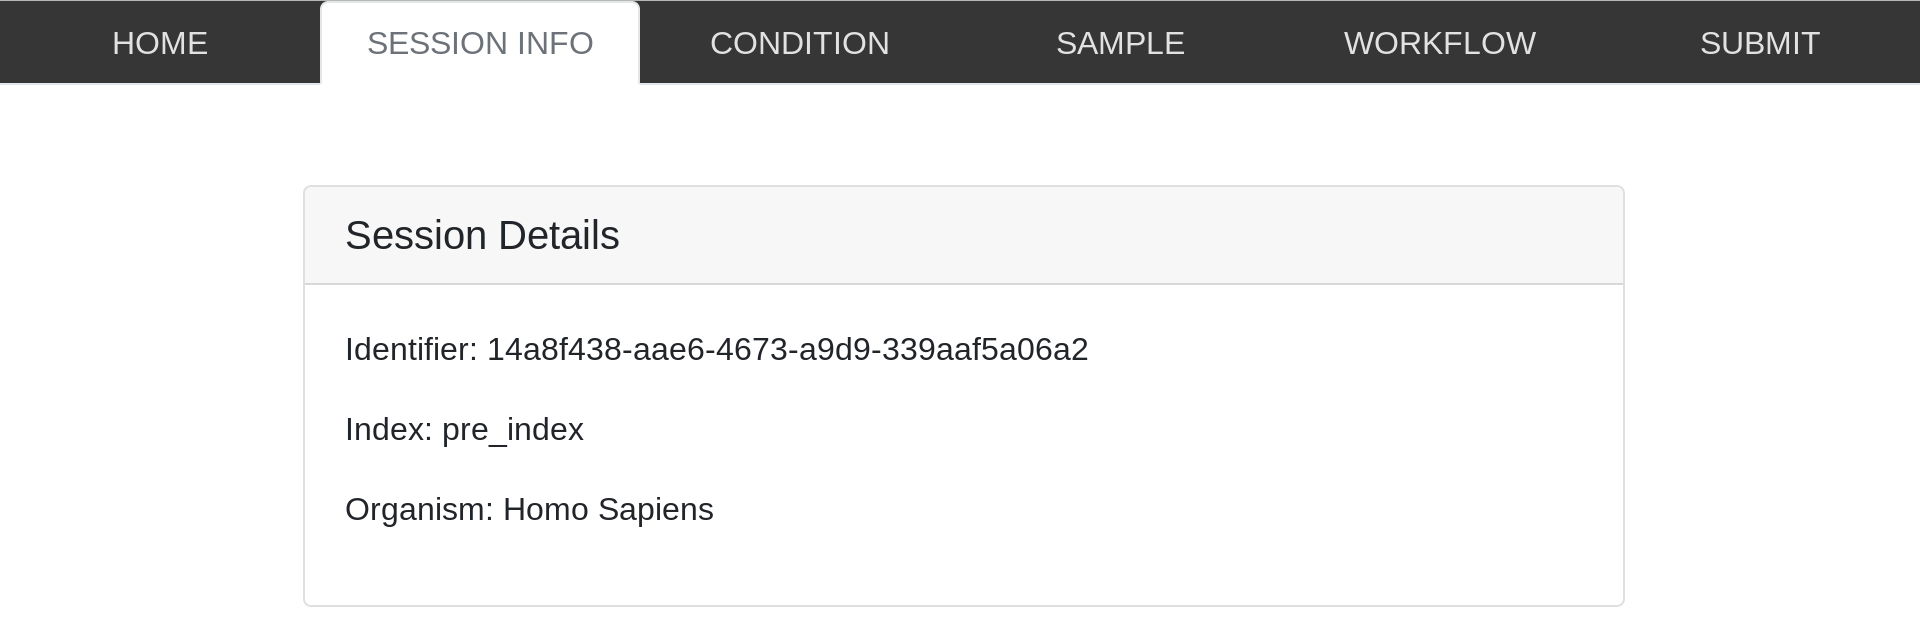 HOME SESSION INFO CONDITION SAMPLE WORKFLOW SUBMIT
Session Details
Identifier: 14a8f438-aae6-4673-a9d9-339aaf5a06a2
Index: pre_index
Organism: Homo Sapiens